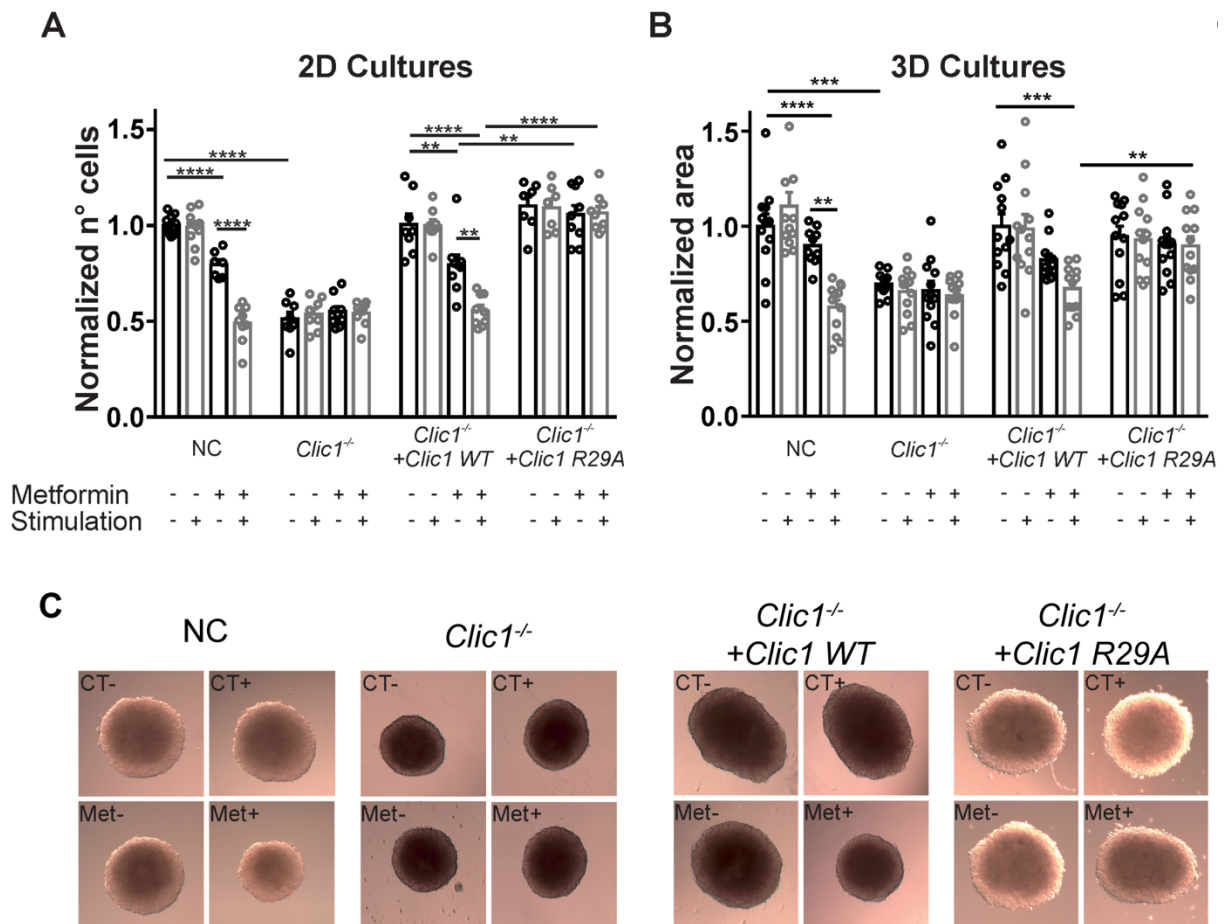 A
B
2D Cultures
3D Cultures
Normalized n° cells
1.5
1.0
0.5
0.0
****
****
****
****
**
**
**
****
NC
Clic1-/-
Clic1-/-
+Clic1 WT
Clic1-/-
+Clic1 R29A
Normalized area
1.5
1.0
0.5
0.0
***
****
**
***
**
NC
Clic1-/-
Clic1-/-
+Clic1 WT
Clic1-/-
+Clic1 R29A
Metformin - - + + - - + + - - + + - - + + - - + + - - + + - - + + - - + +
Stimulation - + - + - + - + - + - + - + - + - + - + - + - + - + - + - + - +
C
NC
Clic1-/-
Clic1-/-
+Clic1 WT
Clic1-/-
+Clic1 R29A
CT- CT+ CT- CT+ CT- CT+ CT- CT+
Met- Met+ Met- Met+ Met- Met+ Met- Met+